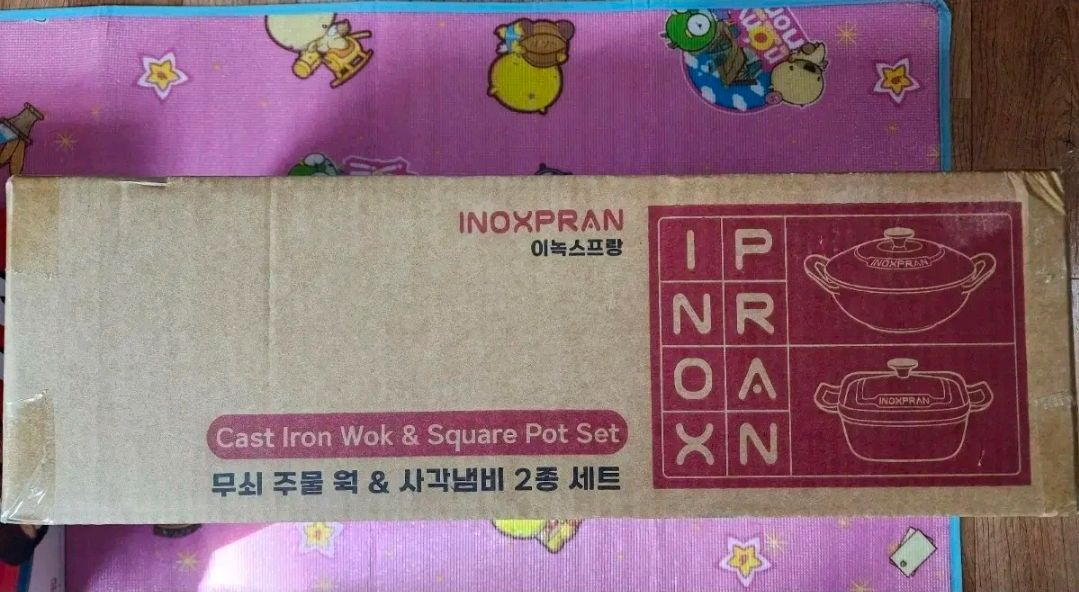 INOXPRAN
이녹스프랑
Cast Iron Wok & Square Pot Set
무쇠 주물 웍 & 사각냄비 2종 세트
I P
N R
O A
X N
INOXPRAN
INOXPRAN